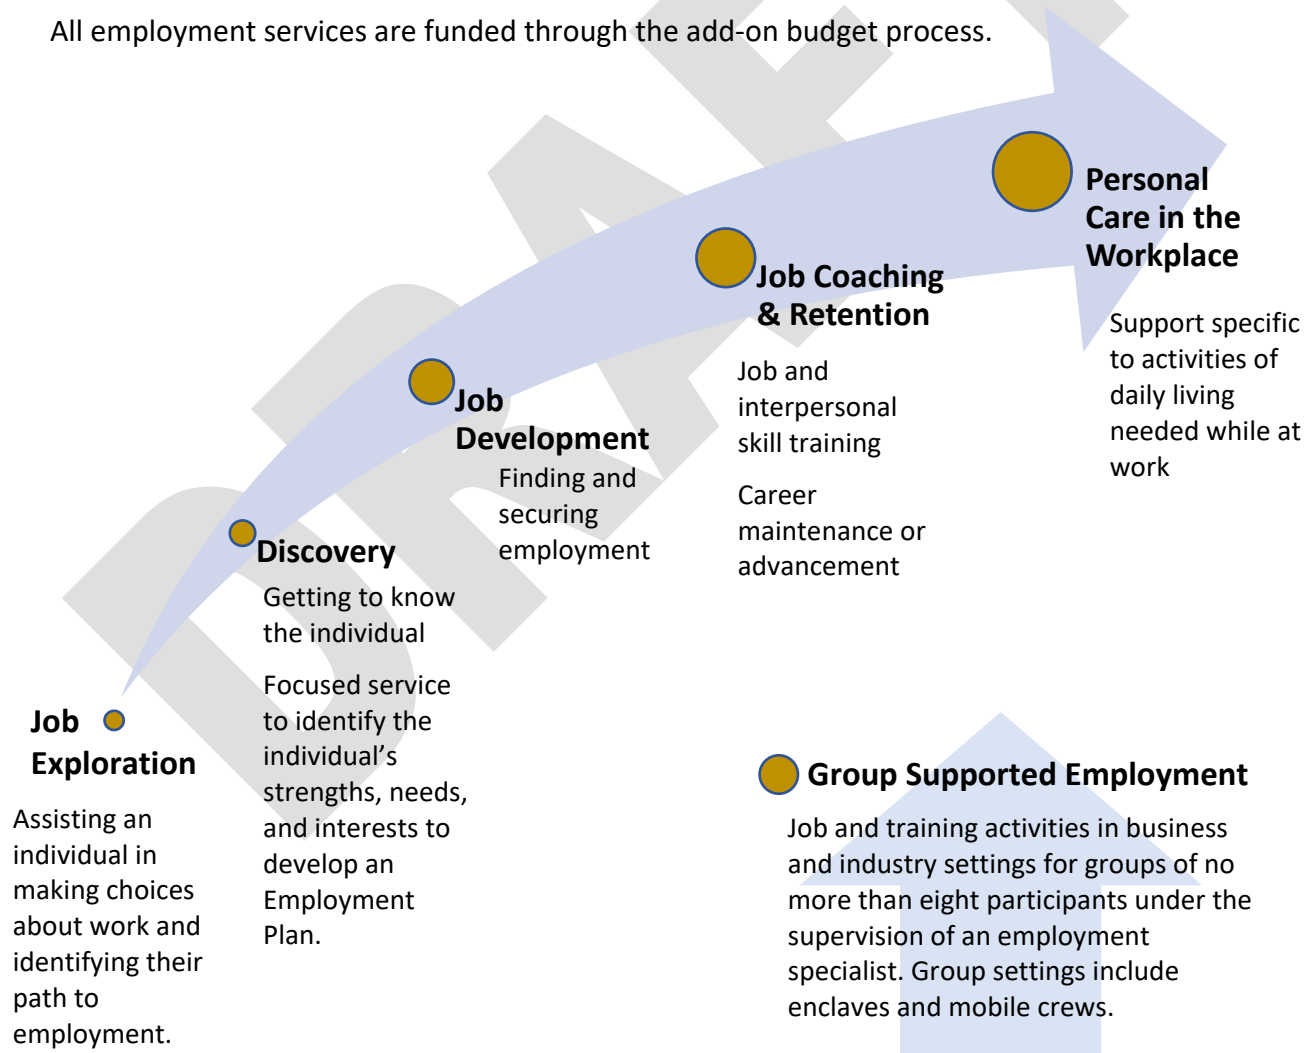 All employment services are funded through the add-on budget process.
Job
Exploration
Assisting an
individual in
making choices
about work and
identifying their
path to
employment.
Discovery
Getting to know
the individual
Focused service
to identify the
individual’s
strengths, needs,
and interests to
develop an
Employment
Plan.
Job
Development
Finding and
securing
employment
Job Coaching
& Retention
Job and
interpersonal
skill training
Career
maintenance or
advancement
Personal
Care in the
Workplace
Support specific
to activities of
daily living
needed while at
work
Group Supported Employment
Job and training activities in business
and industry settings for groups of no
more than eight participants under the
supervision of an employment
specialist. Group settings include
enclaves and mobile crews.
DRAFT